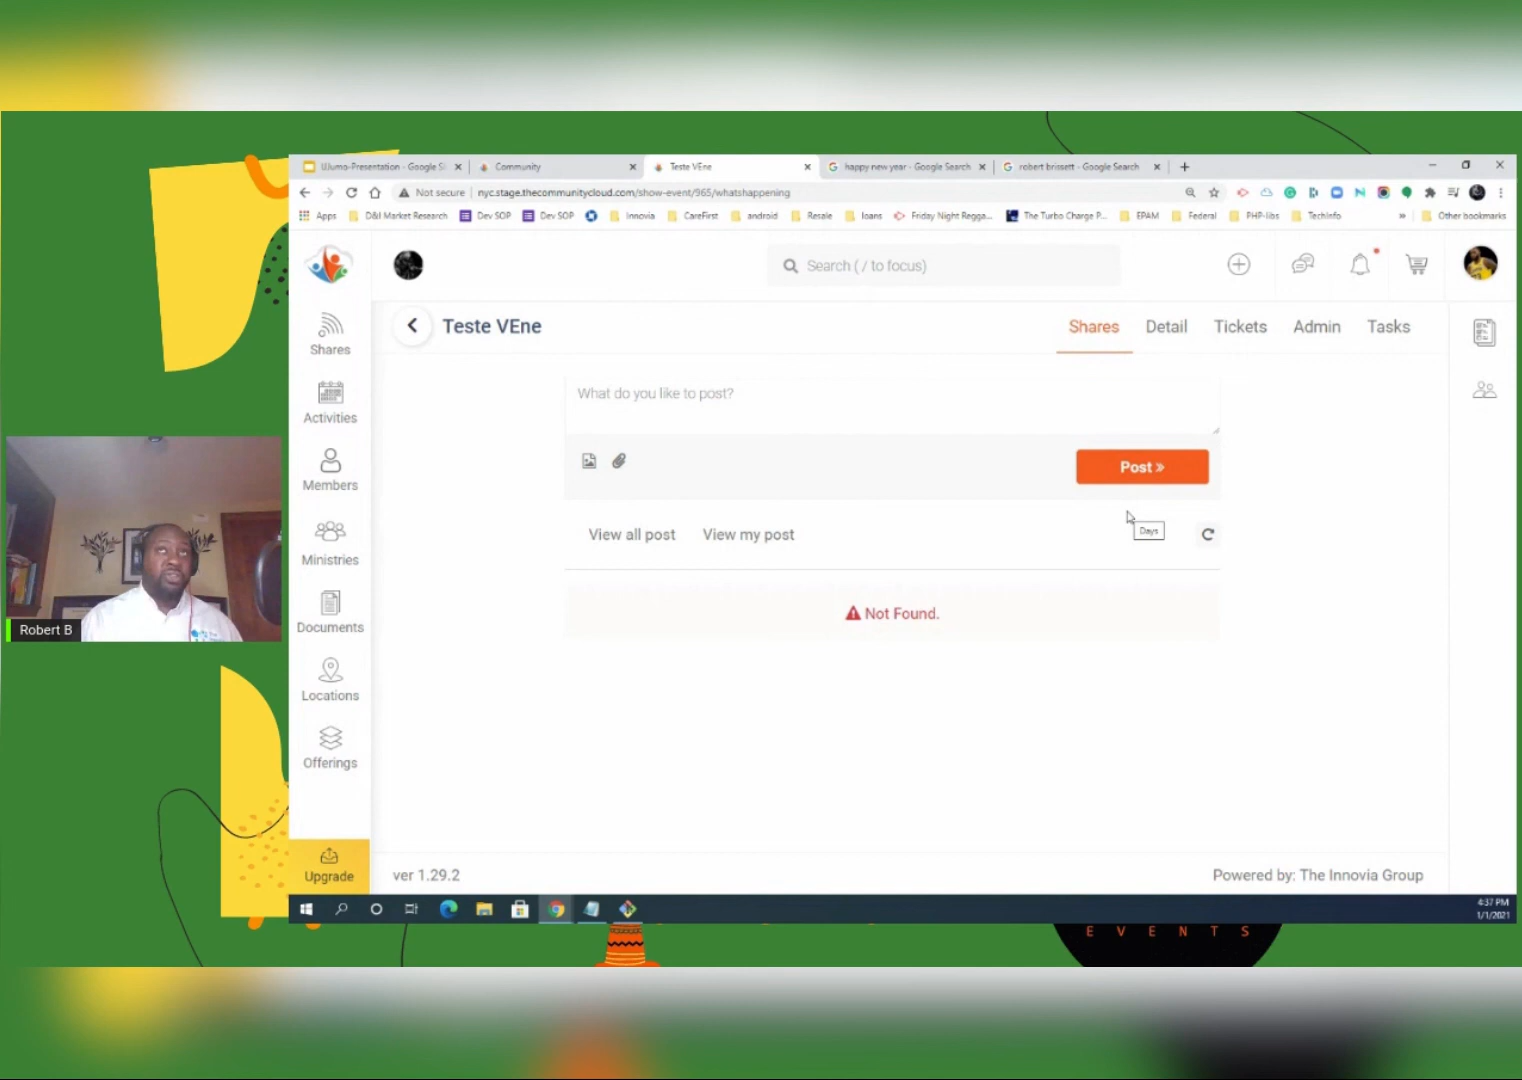 UJumo-Presentation - Google Sl
Community
Teste VEne
happy new year - Google Search
robert brissett - Google Search
Not secure | nyc.stage.thecommunitycloud.com/show-event/965/whatshappening
Apps D&I Market Research Dev SOP Dev SOP Innovia CareFirst android Resale loans Friday Night Regga... The Turbo Charge P... EPAM Federal PHP-libs TechInfo » Other bookmarks
Search ( / to focus)
Teste VEne
Shares Detail Tickets Admin Tasks
Shares
Activities
Members
Ministries
Documents
Locations
Offerings
Upgrade
What do you like to post?
Post »
View all post View my post
Days
Not Found.
ver 1.29.2
Powered by: The Innovia Group
4:37 PM
1/1/2021
Robert B
EVENTS